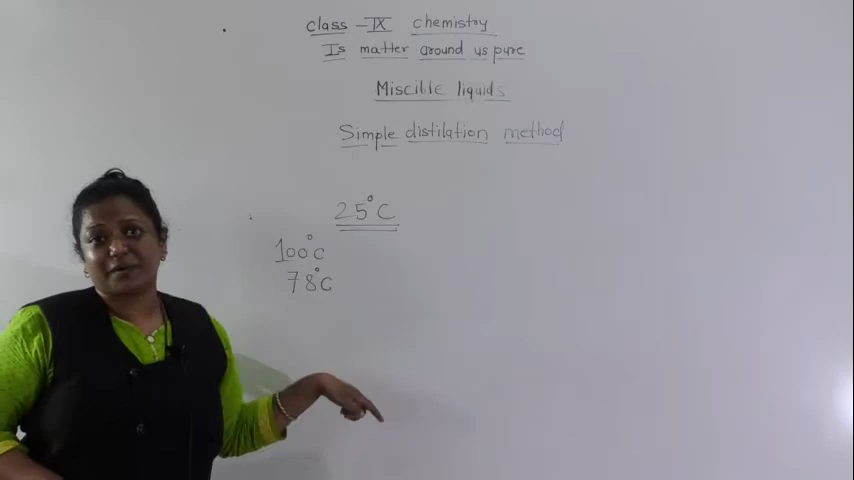 class - IX chemistry
Is matter around us pure
Miscible liquids
Simple distilation method
25°C
100°C
78°C